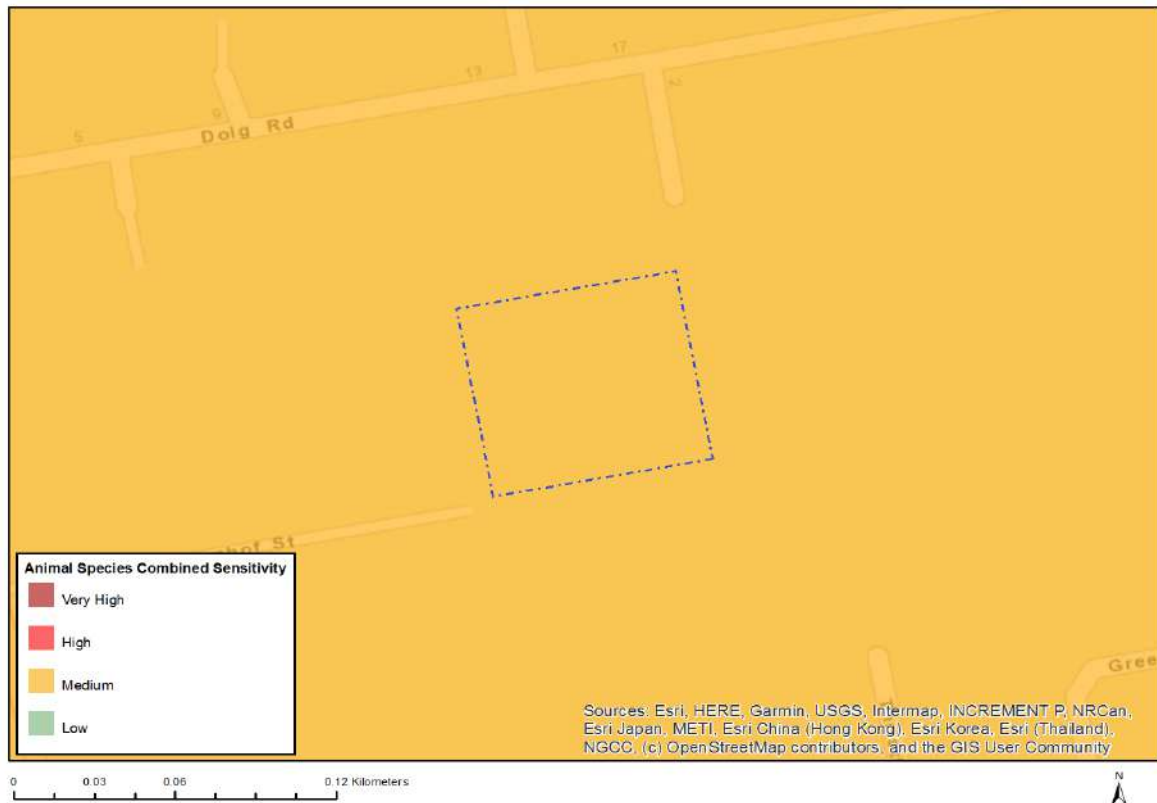 17
13
9
5
Doig Rd
hof St
Animal Species Combined Sensitivity
Very High
High
Medium
Low
Gree
Sources: Esri, HERE, Garmin, USGS, Intermap, INCREMENT P, NRCan,
Esri Japan, METI, Esri China (Hong Kong), Esri Korea, Esri (Thailand),
NGCC, (c) OpenStreetMap contributors, and the GIS User Community
0 0.03 0.06 0.12 Kilometers
N